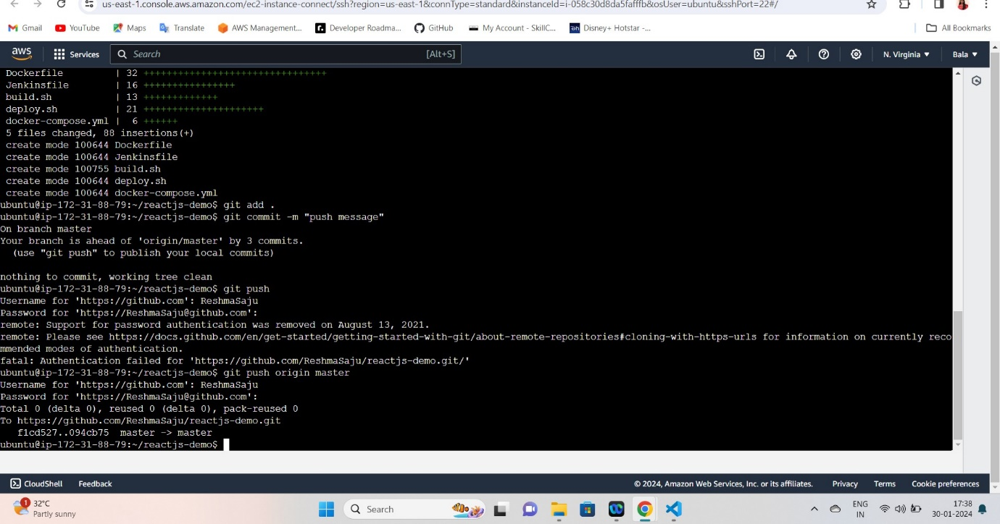 us-east-1.console.aws.amazon.com/ec2-instance-connect/ssh?region=us-east-1&connType=standard&instanceId=i-058c30d8da5fafffb&osUser=ubuntu&sshPort=22#/
Gmail YouTube Maps Translate AWS Management... Developer Roadma... GitHub My Account - SkillC... Disney+ Hotstar -... All Bookmarks
aws Services Search [Alt+S] N. Virginia ▼ Bala ▼
Dockerfile | 32 ++++++++++++++++++++++++++++++++
Jenkinsfile | 16 ++++++++++++++++
build.sh | 13 +++++++++++++
deploy.sh | 21 +++++++++++++++++++++
docker-compose.yml | 6 ++++++
5 files changed, 88 insertions(+)
create mode 100644 Dockerfile
create mode 100644 Jenkinsfile
create mode 100755 build.sh
create mode 100644 deploy.sh
create mode 100644 docker-compose.yml
ubuntu@ip-172-31-88-79:~/reactjs-demo$ git add .
ubuntu@ip-172-31-88-79:~/reactjs-demo$ git commit -m "push message"
On branch master
Your branch is ahead of 'origin/master' by 3 commits.
(use "git push" to publish your local commits)
nothing to commit, working tree clean
ubuntu@ip-172-31-88-79:~/reactjs-demo$ git push
Username for 'https://github.com': ReshmaSaju
Password for 'https://ReshmaSaju@github.com':
remote: Support for password authentication was removed on August 13, 2021.
remote: Please see https://docs.github.com/en/get-started/getting-started-with-git/about-remote-repositories#cloning-with-https-urls for information on currently reco
mmended modes of authentication.
fatal: Authentication failed for 'https://github.com/ReshmaSaju/reactjs-demo.git/'
ubuntu@ip-172-31-88-79:~/reactjs-demo$ git push origin master
Username for 'https://github.com': ReshmaSaju
Password for 'https://ReshmaSaju@github.com':
Total 0 (delta 0), reused 0 (delta 0), pack-reused 0
To https://github.com/ReshmaSaju/reactjs-demo.git
f1cd527..094cb75 master -> master
ubuntu@ip-172-31-88-79:~/reactjs-demo$
CloudShell Feedback © 2024, Amazon Web Services, Inc. or its affiliates. Privacy Terms Cookie preferences
1 32°C Search ENG 17:38
Partly sunny IN 30-01-2024